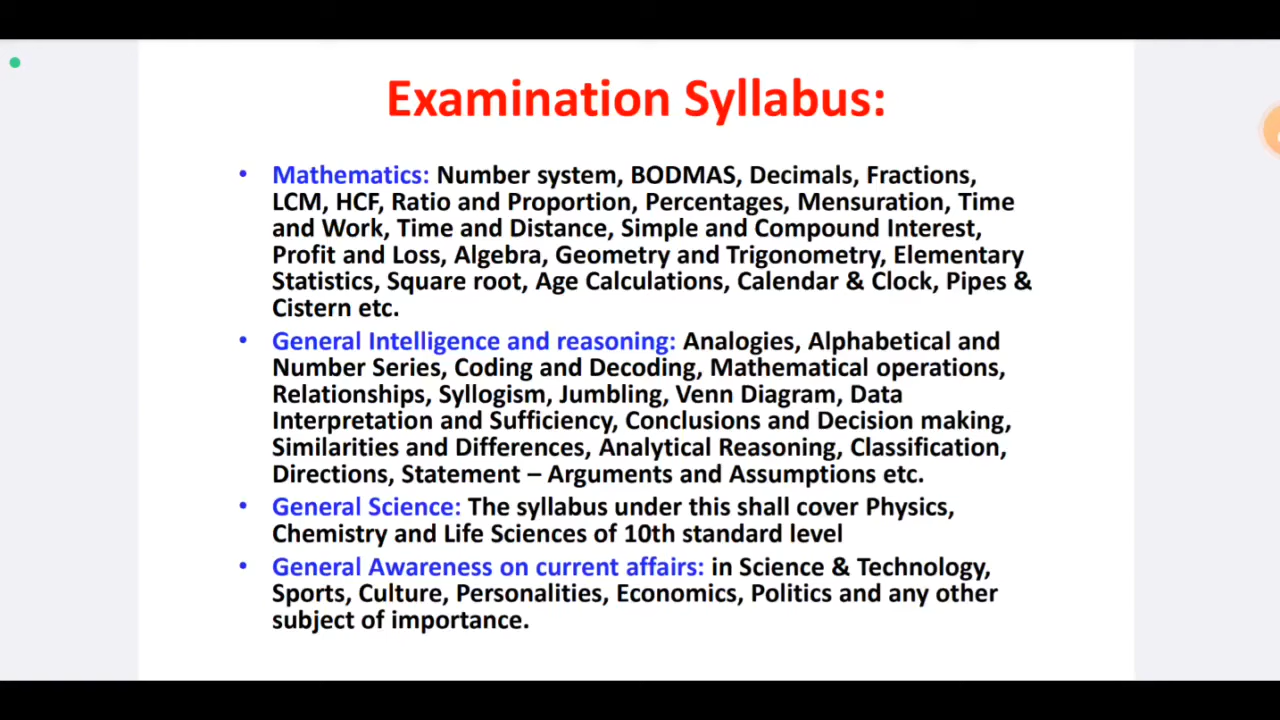 Examination Syllabus:
• Mathematics: Number system, BODMAS, Decimals, Fractions,
LCM, HCF, Ratio and Proportion, Percentages, Mensuration, Time
and Work, Time and Distance, Simple and Compound Interest,
Profit and Loss, Algebra, Geometry and Trigonometry, Elementary
Statistics, Square root, Age Calculations, Calendar & Clock, Pipes &
Cistern etc.
• General Intelligence and reasoning: Analogies, Alphabetical and
Number Series, Coding and Decoding, Mathematical operations,
Relationships, Syllogism, Jumbling, Venn Diagram, Data
Interpretation and Sufficiency, Conclusions and Decision making,
Similarities and Differences, Analytical Reasoning, Classification,
Directions, Statement – Arguments and Assumptions etc.
• General Science: The syllabus under this shall cover Physics,
Chemistry and Life Sciences of 10th standard level
• General Awareness on current affairs: in Science & Technology,
Sports, Culture, Personalities, Economics, Politics and any other
subject of importance.